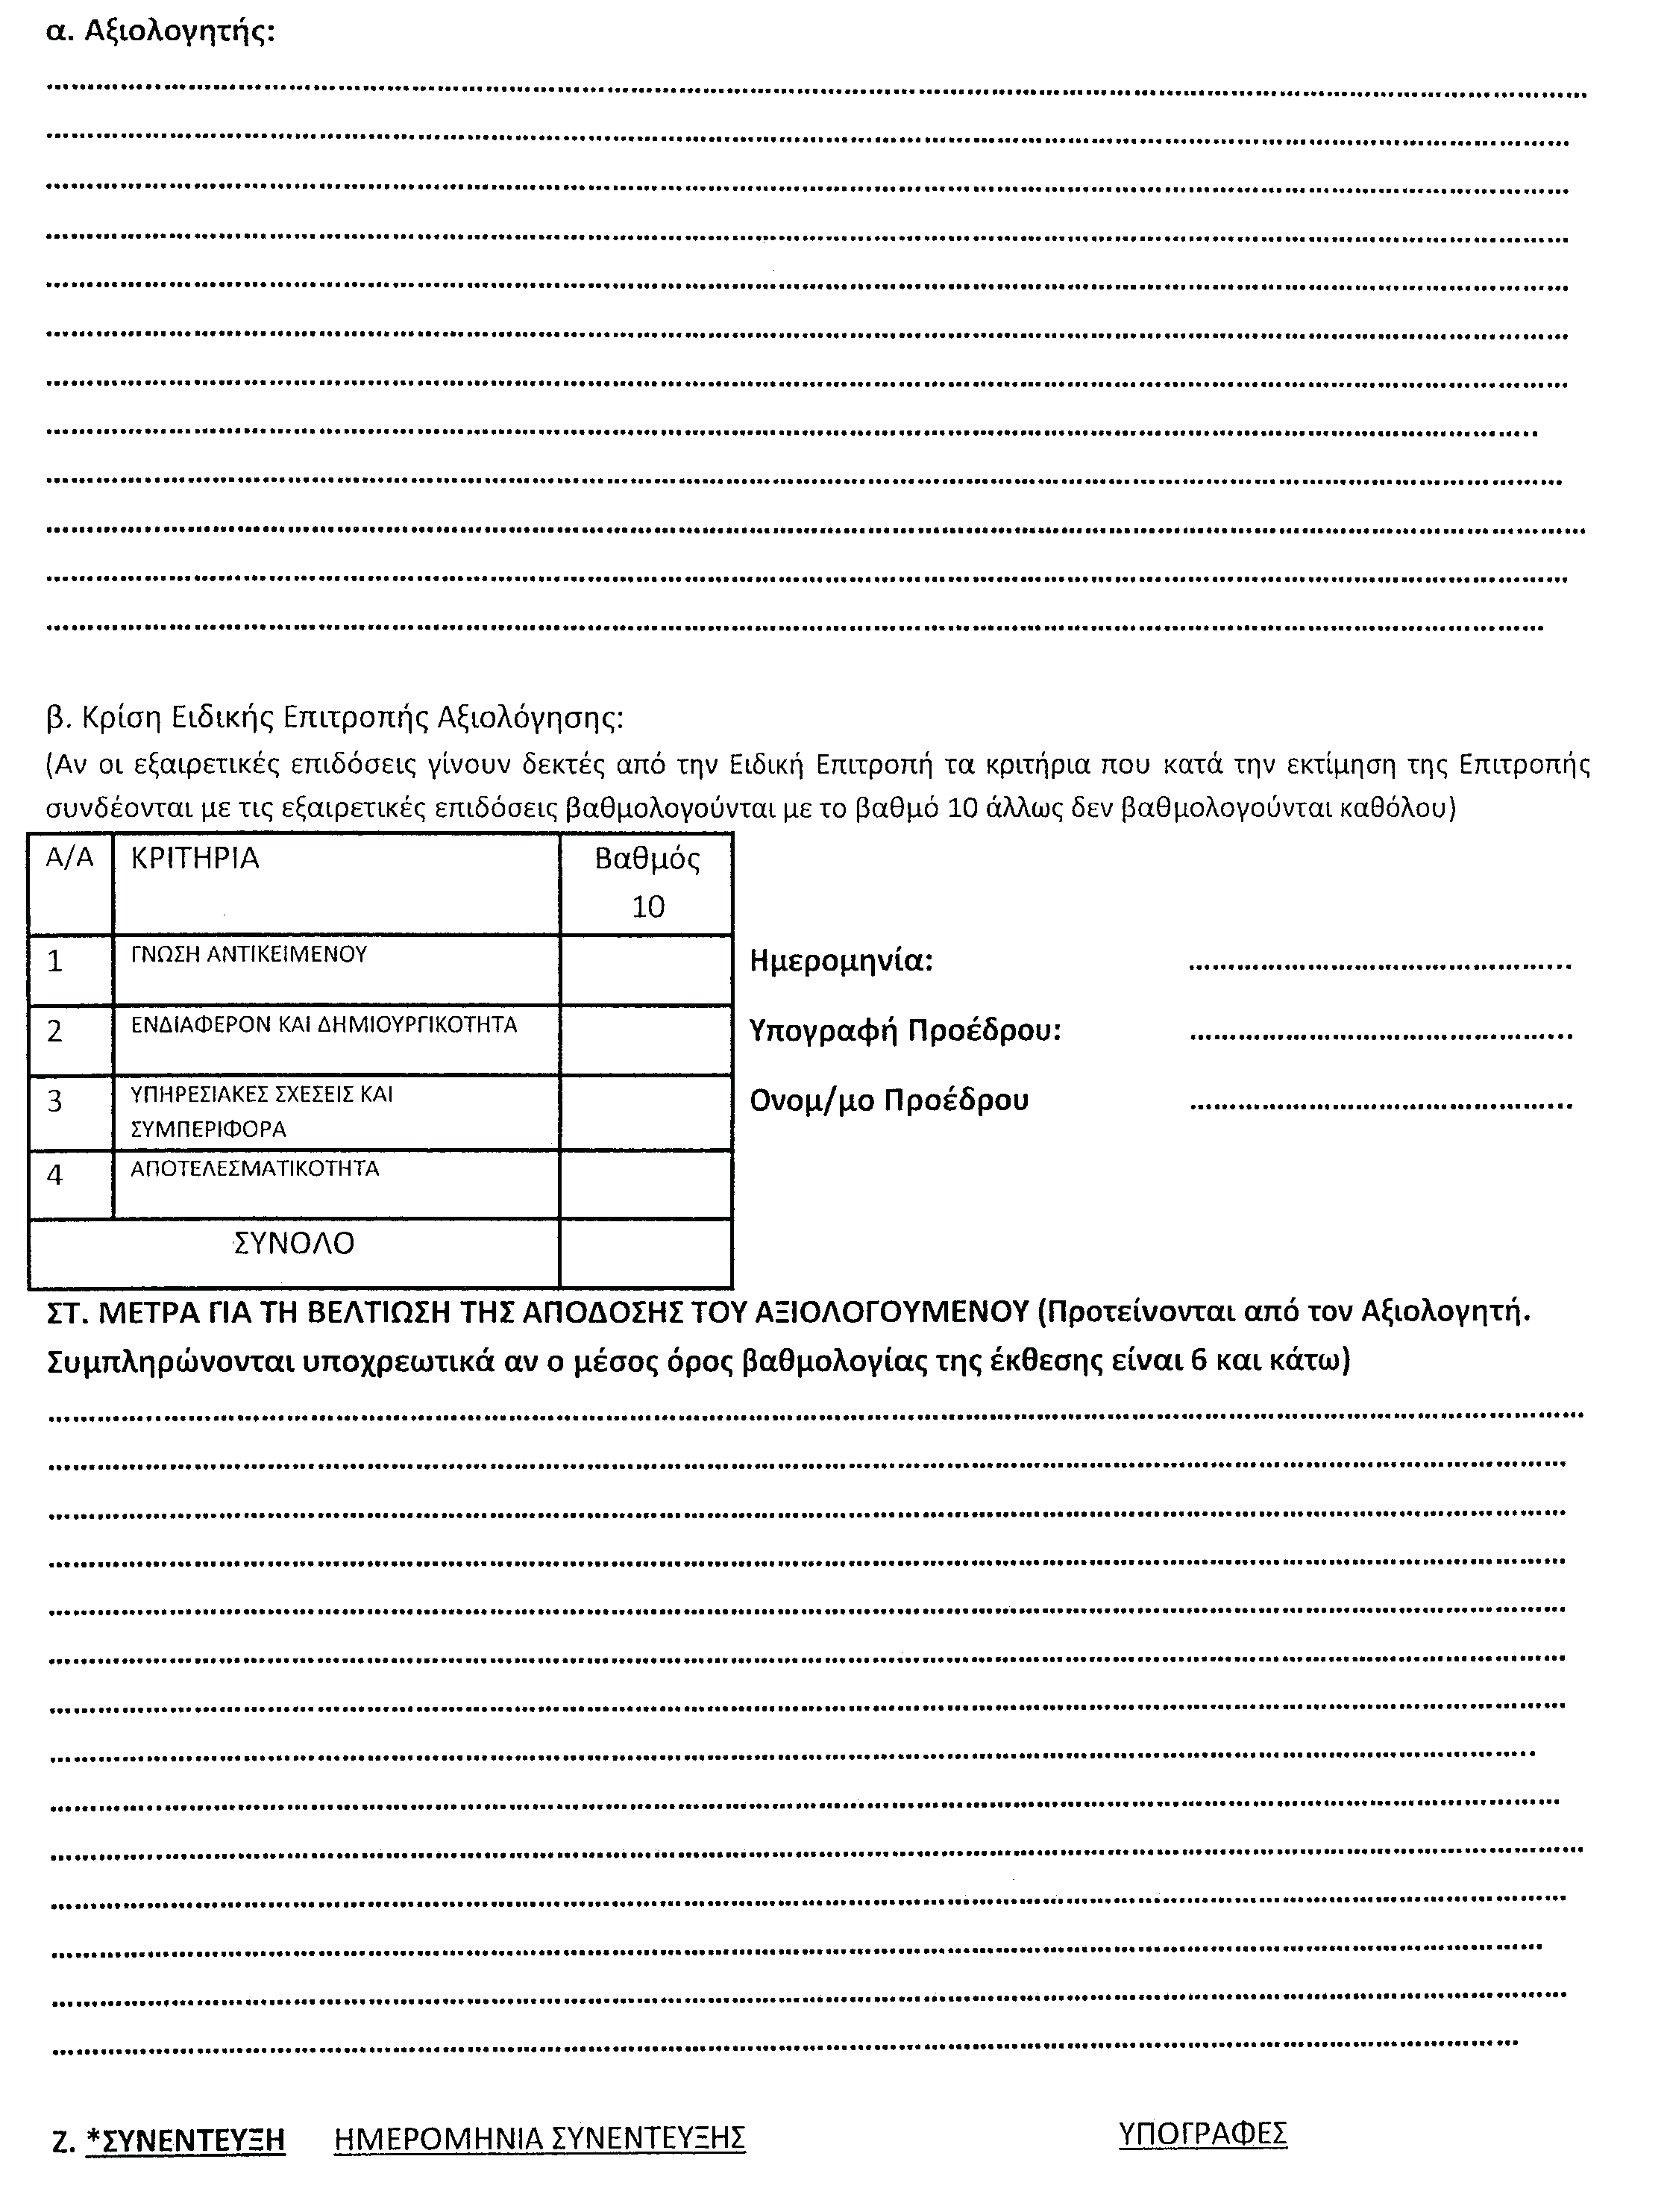 α. Αξιολογητής:
β. Κρίση Ειδικής Επιτροπής Αξιολόγησης:
(Αν οι εξαιρετικές επιδόσεις γίνουν δεκτές από την Ειδική Επιτροπή τα κριτήρια που κατά την εκτίμηση της Επιτροπής
συνδέονται με τις εξαιρετικές επιδόσεις βαθμολογούνται με το βαθμό 10 άλλως δεν βαθμολογούνται καθόλου)
Α/Α ΚΡΙΤΗΡΙΑ Βαθμός
10
1 ΓΝΩΣΗ ΑΝΤΙΚΕΙΜΕΝΟΥ
Ημερομηνία:
2 ΕΝΔΙΑΦΕΡΟΝ ΚΑΙ ΔΗΜΙΟΥΡΓΙΚΟΤΗΤΑ
Υπογραφή Προέδρου:
3 ΥΠΗΡΕΣΙΑΚΕΣ ΣΧΕΣΕΙΣ ΚΑΙ
ΣΥΜΠΕΡΙΦΟΡΑ
Ονομ/μο Προέδρου
4 ΑΠΟΤΕΛΕΣΜΑΤΙΚΟΤΗΤΑ
ΣΥΝΟΛΟ
ΣΤ. ΜΕΤΡΑ ΓΙΑ ΤΗ ΒΕΛΤΙΩΣΗ ΤΗΣ ΑΠΟΔΟΣΗΣ ΤΟΥ ΑΞΙΟΛΟΓΟΥΜΕΝΟΥ (Προτείνονται από τον Αξιολογητή.
Συμπληρώνονται υποχρεωτικά αν ο μέσος όρος βαθμολογίας της έκθεσης είναι 6 και κάτω)
Ζ. *ΣΥΝΕΝΤΕΥΞΗ ΗΜΕΡΟΜΗΝΙΑ ΣΥΝΕΝΤΕΥΞΗΣ ΥΠΟΓΡΑΦΕΣ